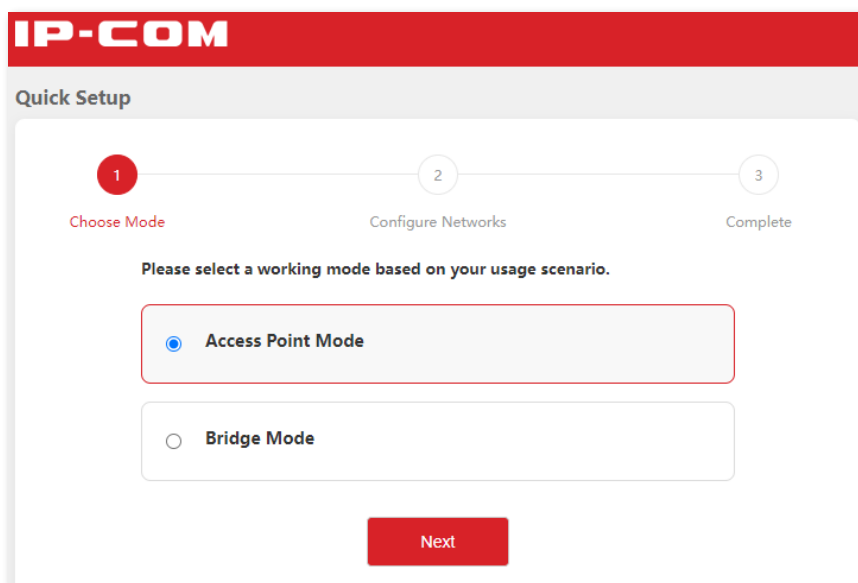 IP-COM
Quick Setup
1
2
3
Choose Mode
Configure Networks
Complete
Please select a working mode based on your usage scenario.
Access Point Mode
Bridge Mode
Next